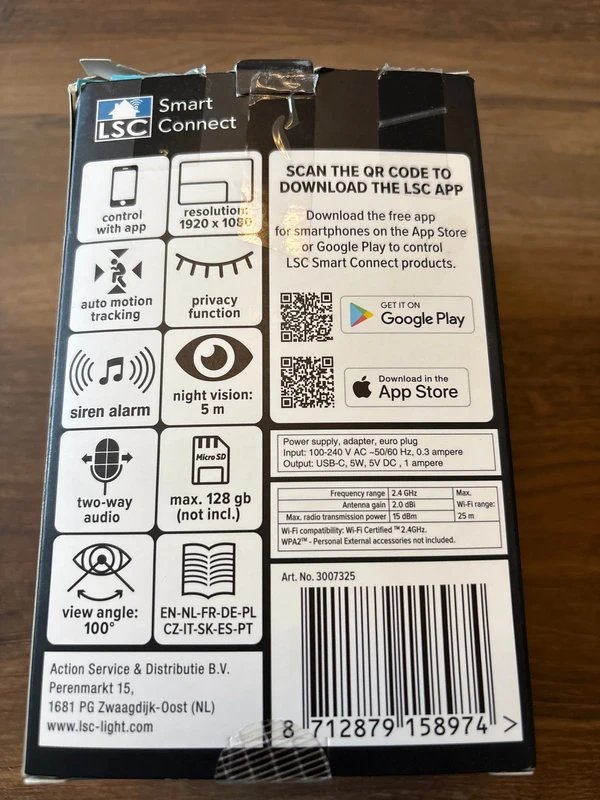 LSC
Smart
Connect
control
with app
resolution:
1920 x 1080
auto motion
tracking
privacy
function
siren alarm
night vision:
5 m
two-way
audio
Micro SD
max. 128 gb
(not incl.)
view angle:
100°
EN-NL-FR-DE-PL
CZ-IT-SK-ES-PT
Action Service & Distributie B.V.
Perenmarkt 15,
1681 PG Zwaagdijk-Oost (NL)
www.lsc-light.com
SCAN THE QR CODE TO
DOWNLOAD THE LSC APP
Download the free app
for smartphones on the App Store
or Google Play to control
LSC Smart Connect products.
GET IT ON
Google Play
Download in the
App Store
Power supply, adapter, euro plug
Input: 100-240 V AC ~50/60 Hz, 0.3 ampere
Output: USB-C, 5W, 5V DC , 1 ampere
Frequency range 2.4 GHz
Antenna gain 2.0 dBi
Max. radio transmission power 15 dBm
Max.
Wi-Fi range:
25 m
Wi-Fi compatibility: Wi-Fi Certified ™ 2.4GHz.
WPA2™ - Personal External accessories not included.
Art. No. 3007325
8 712879 158974 >